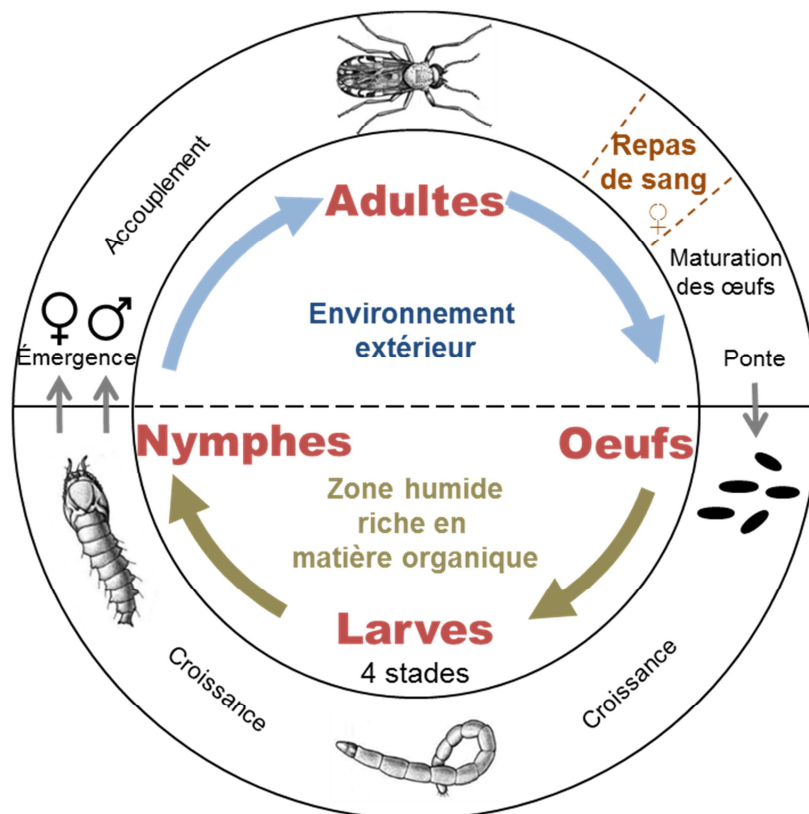 Accouplement
Repas
de sang
♀
Adultes
Maturation
des œufs
Environnement
extérieur
♀ ♂
Émergence
Ponte
Nymphes
Oeufs
Zone humide
riche en
matière organique
Larves
4 stades
Croissance
Croissance